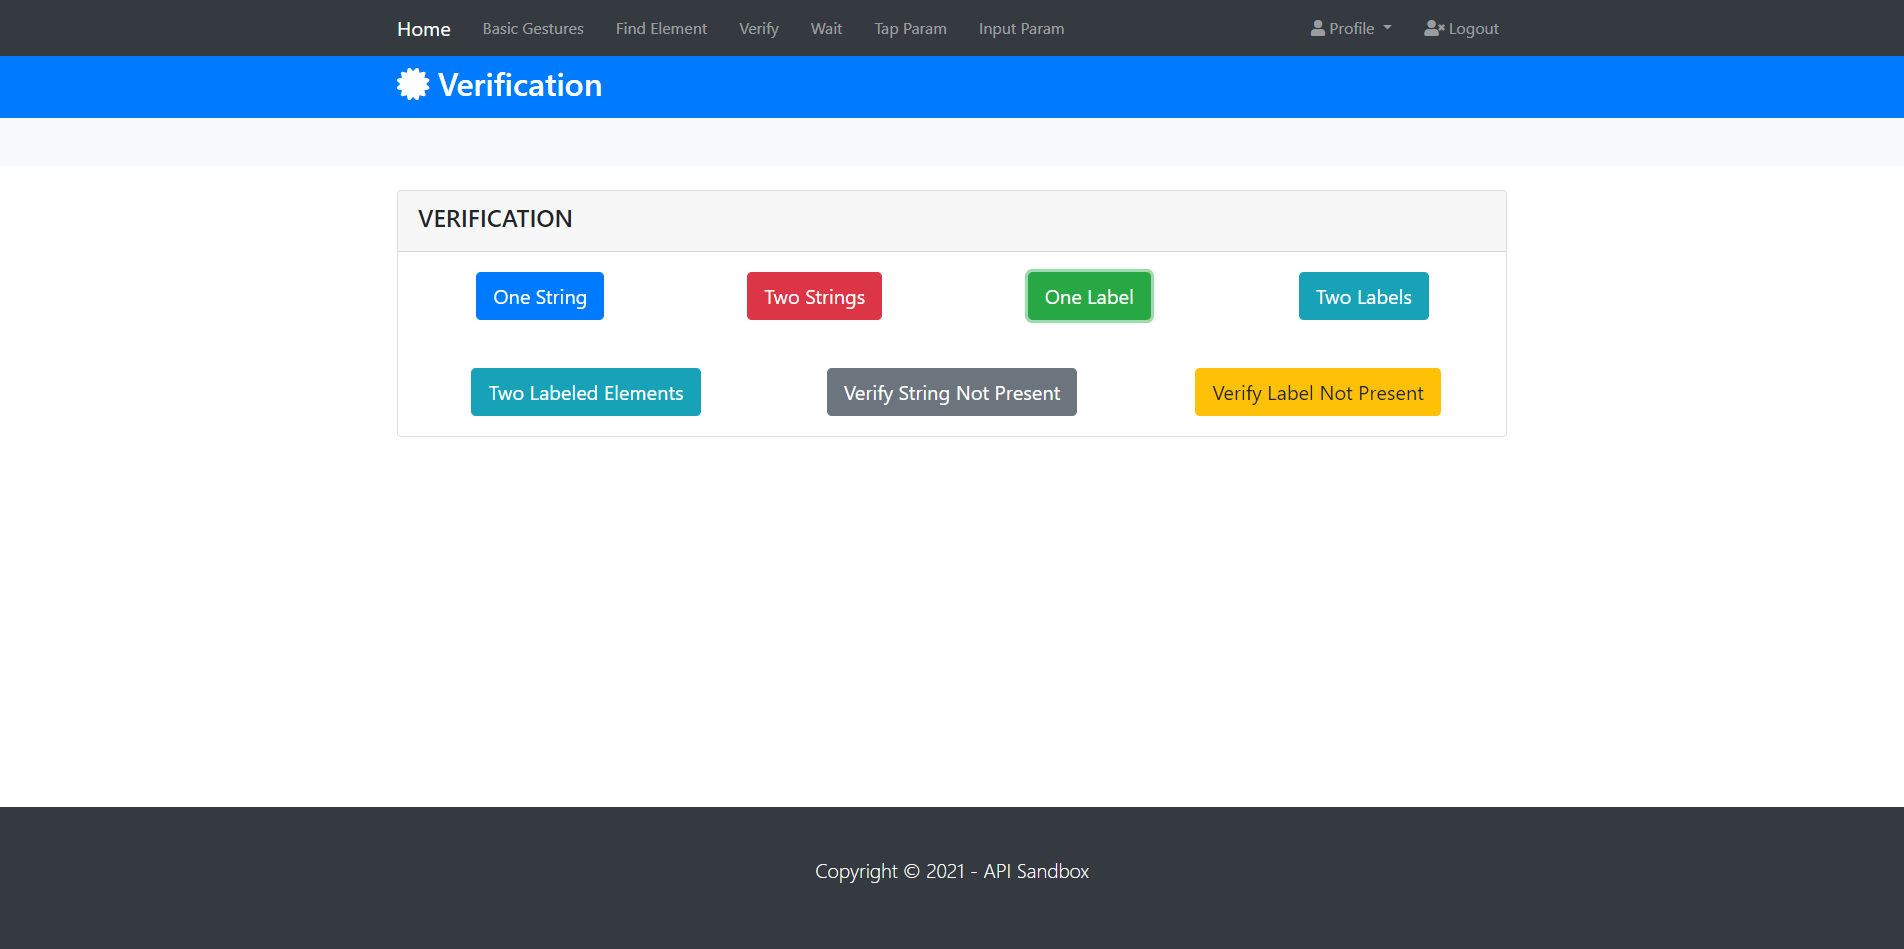 Home Basic Gestures Find Element Verify Wait Tap Param Input Param Profile Logout
Verification
VERIFICATION
One String Two Strings One Label Two Labels
Two Labeled Elements Verify String Not Present Verify Label Not Present
Copyright © 2021 - API Sandbox